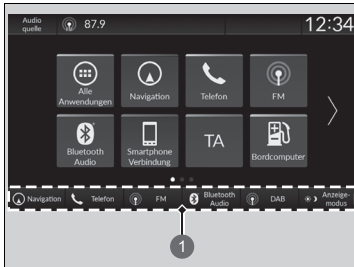 Audio
quelle
87.9
12:34
Alle
Anwendungen
Navigation
Telefon
FM
Bluetooth
Audio
Smartphone
Verbindung
TA
Bordcomputer
Navigation
Telefon
FM
Bluetooth
Audio
DAB
Anzeige-
modus
1